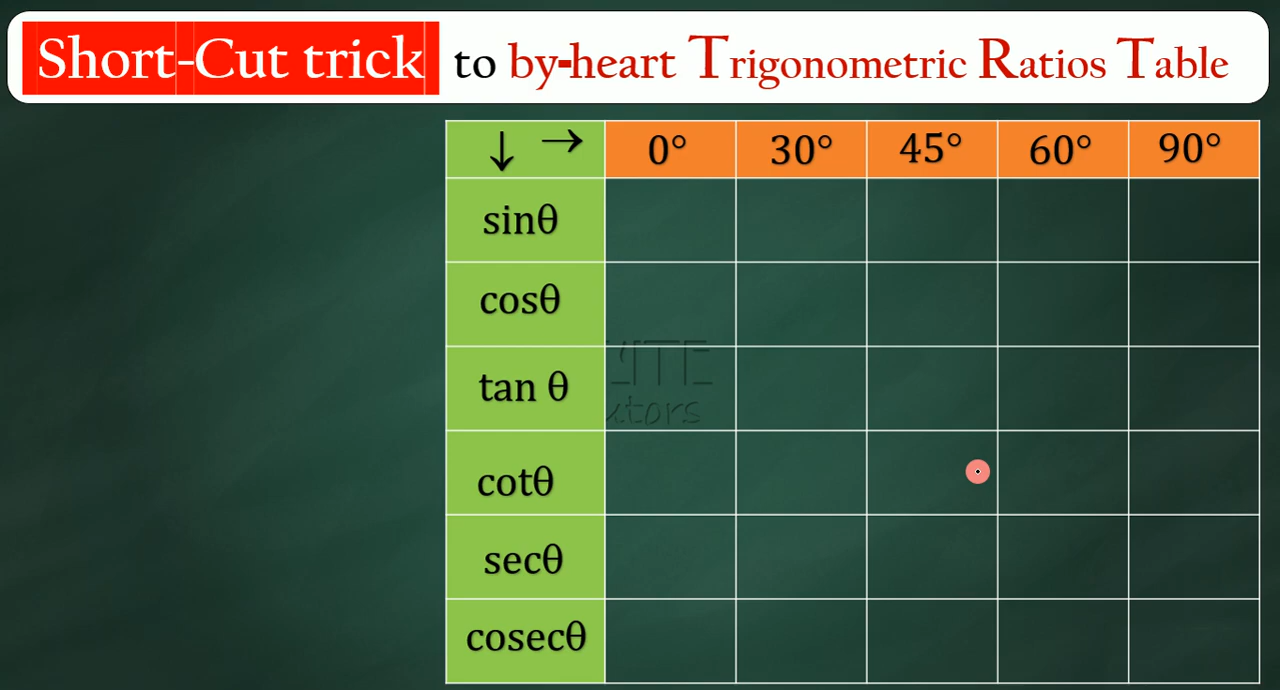 Short-Cut trick to by-heart Trigonometric Ratios Table
↓ → 0° 30° 45° 60° 90°
sinθ
cosθ
tan θ
cotθ
secθ
cosecθ